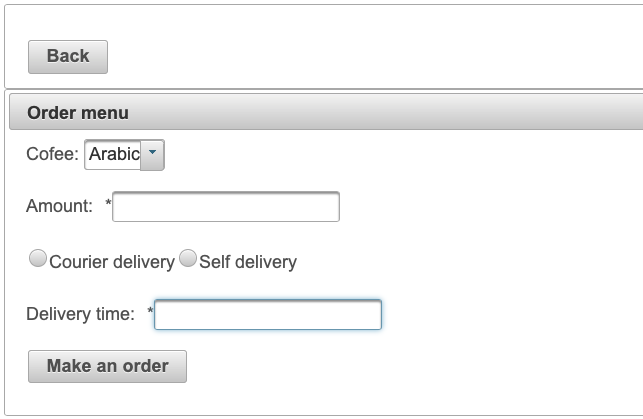 Back
Order menu
Cofee: Arabic
Amount: *
Courier delivery Self delivery
Delivery time: *
Make an order